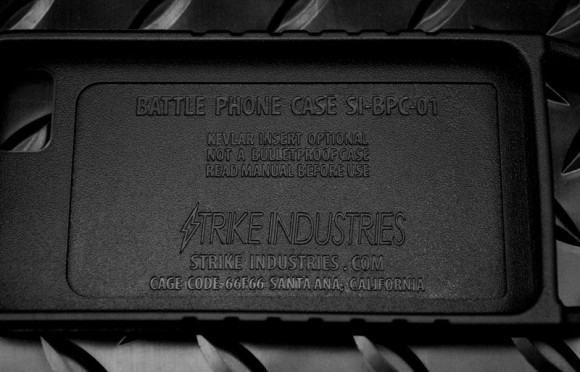 BATTLE PHONE CASE SI-BPC-01
KEVLAR INSERT OPTIONAL
NOT A BULLETPROOF CASE
READ MANUAL BEFORE USE
STRIKE INDUSTRIES
STRIKE INDUSTRIES.COM
CAGE CODE-66F66 SANTA ANA, CALIFORNIA